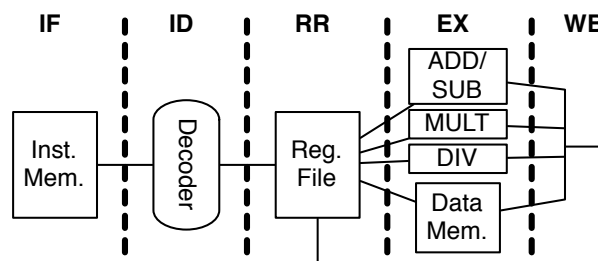 IF
ID
RR
EX
WB
Inst.
Mem.
Decoder
Reg.
File
ADD/
SUB
MULT
DIV
Data
Mem.